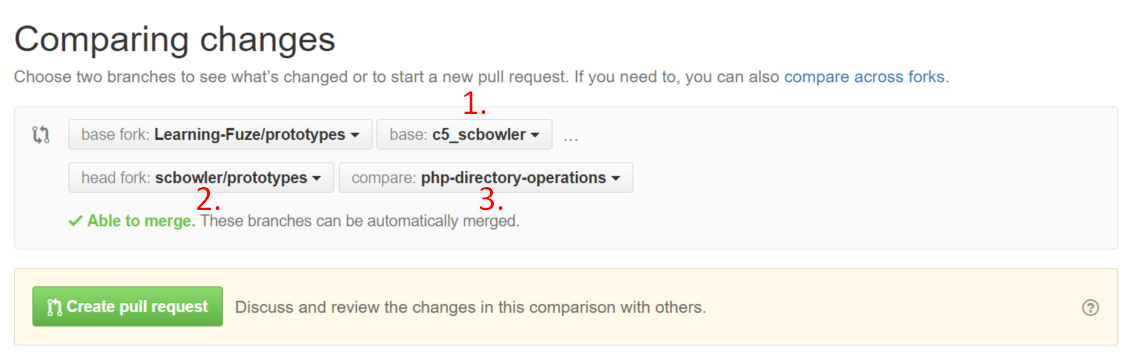 Comparing changes
Choose two branches to see what's changed or to start a new pull request. If you need to, you can also compare across forks.
1.
base fork: Learning-Fuze/prototypes base: c5_scbowler ...
head fork: scbowler/prototypes compare: php-directory-operations
2. 3.
Able to merge. These branches can be automatically merged.
Create pull request Discuss and review the changes in this comparison with others.